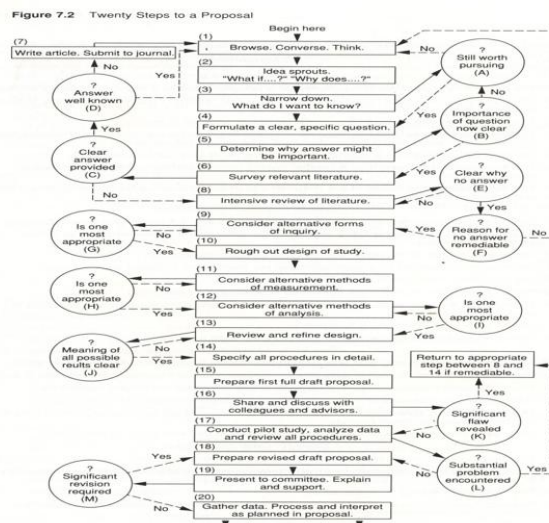 Figure 7.2 Twenty Steps to a Proposal
Begin here
(1)
Browse. Converse. Think.
(2)
Idea sprouts.
"What if....?" "Why does....?"
(3)
Narrow down.
What do I want to know?
(4)
Formulate a clear, specific question.
(5)
Determine why answer might
be important.
(6)
Survey relevant literature.
(7)
Write article. Submit to journal.
(8)
Intensive review of literature.
(9)
Consider alternative forms
of inquiry.
(10)
Rough out design of study.
(11)
Consider alternative methods
of measurement.
(12)
Consider alternative methods
of analysis.
(13)
Review and refine design.
(14)
Specify all procedures in detail.
(15)
Prepare first full draft proposal.
(16)
Share and discuss with
colleagues and advisors.
(17)
Conduct pilot study, analyze data
and review all procedures.
(18)
Prepare revised draft proposal.
(19)
Present to committee. Explain
and support.
(20)
Gather data. Process and interpret
as planned in proposal.
?
Still worth
pursuing
(A)
No
Yes
?
Importance
of question
now clear
(B)
No
Yes
?
Clear
answer
provided
(C)
Yes
No
?
Answer
well known
(D)
No
Yes
?
Clear why
no answer
(E)
No
Yes
?
Reason for
no answer
remediable
(F)
Yes
No
?
Is one
most
appropriate
(G)
No
Yes
?
Is one
most
appropriate
(H)
No
Yes
?
Is one
most
appropriate
(I)
No
Yes
?
Meaning of
all possible
reults clear
(J)
No
Yes
Return to appropriate
step between 8 and
14 if remediable.
Yes
?
Significant
flaw
revealed
(K)
No
?
Substantial
problem
encountered
(L)
No
Yes
?
Significant
revision
required
(M)
Yes
No